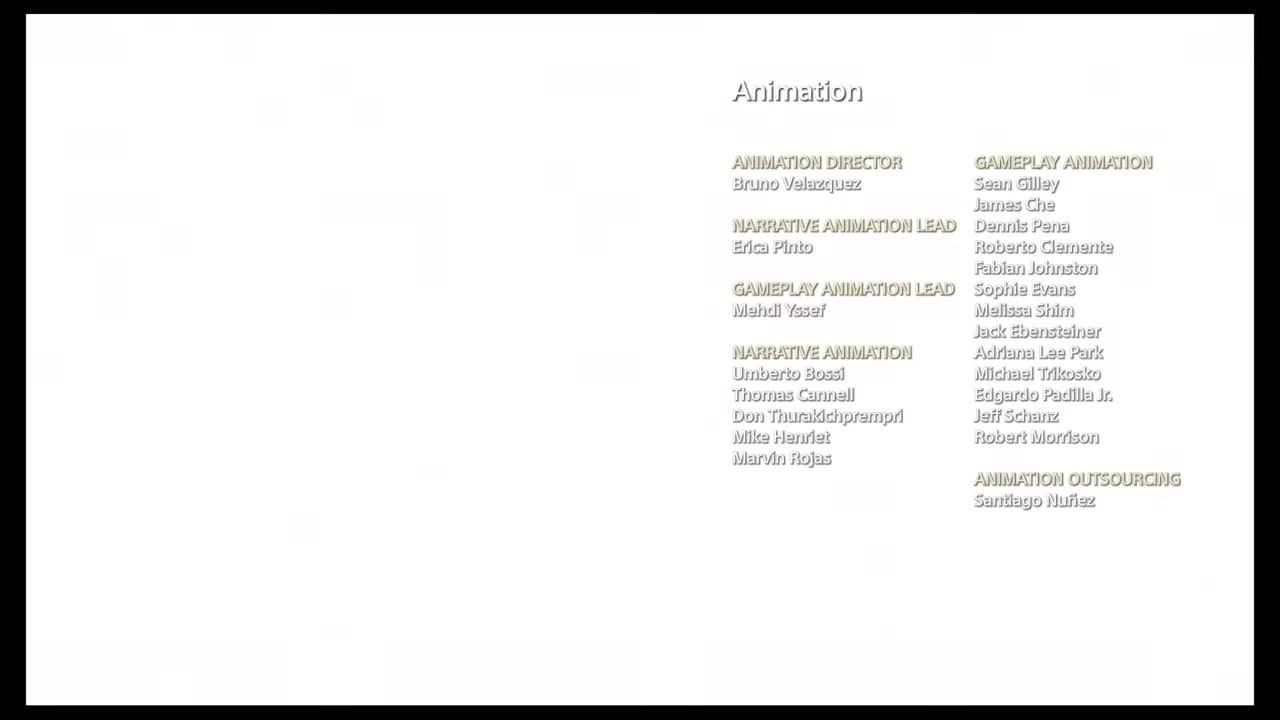 Animation
ANIMATION DIRECTOR
Bruno Velazquez
NARRATIVE ANIMATION LEAD
Erica Pinto
GAMEPLAY ANIMATION LEAD
Mehdi Yssef
NARRATIVE ANIMATION
Umberto Bossi
Thomas Cannell
Don Thurakichprempri
Mike Henriet
Marvin Rojas
GAMEPLAY ANIMATION
Sean Gilley
James Che
Dennis Pena
Roberto Clemente
Fabian Johnston
Sophie Evans
Melissa Shim
Jack Ebensteiner
Adriana Lee Park
Michael Trikosko
Edgardo Padilla Jr.
Jeff Schanz
Robert Morrison
ANIMATION OUTSOURCING
Santiago Nuñez